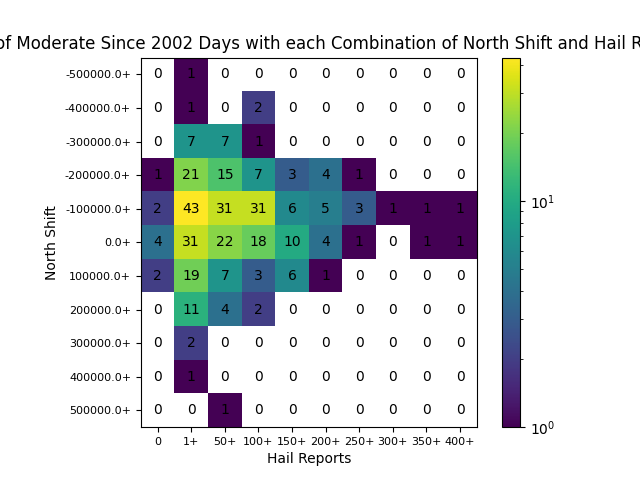 of Moderate Since 2002 Days with each Combination of North Shift and Hail R
-500000.0+ 0 1 0 0 0 0 0 0 0 0
-400000.0+ 0 1 0 2 0 0 0 0 0 0
-300000.0+ 0 7 7 1 0 0 0 0 0 0
-200000.0+ 1 21 15 7 3 4 1 0 0 0
-100000.0+ 2 43 31 31 6 5 3 1 1 1
0.0+ 4 31 22 18 10 4 1 0 1 1
100000.0+ 2 19 7 3 6 1 0 0 0 0
200000.0+ 0 11 4 2 0 0 0 0 0 0
300000.0+ 0 2 0 0 0 0 0 0 0 0
400000.0+ 0 1 0 0 0 0 0 0 0 0
500000.0+ 0 0 1 0 0 0 0 0 0 0
0 1+ 50+ 100+ 150+ 200+ 250+ 300+ 350+ 400+
Hail Reports
North Shift
10¹
10⁰